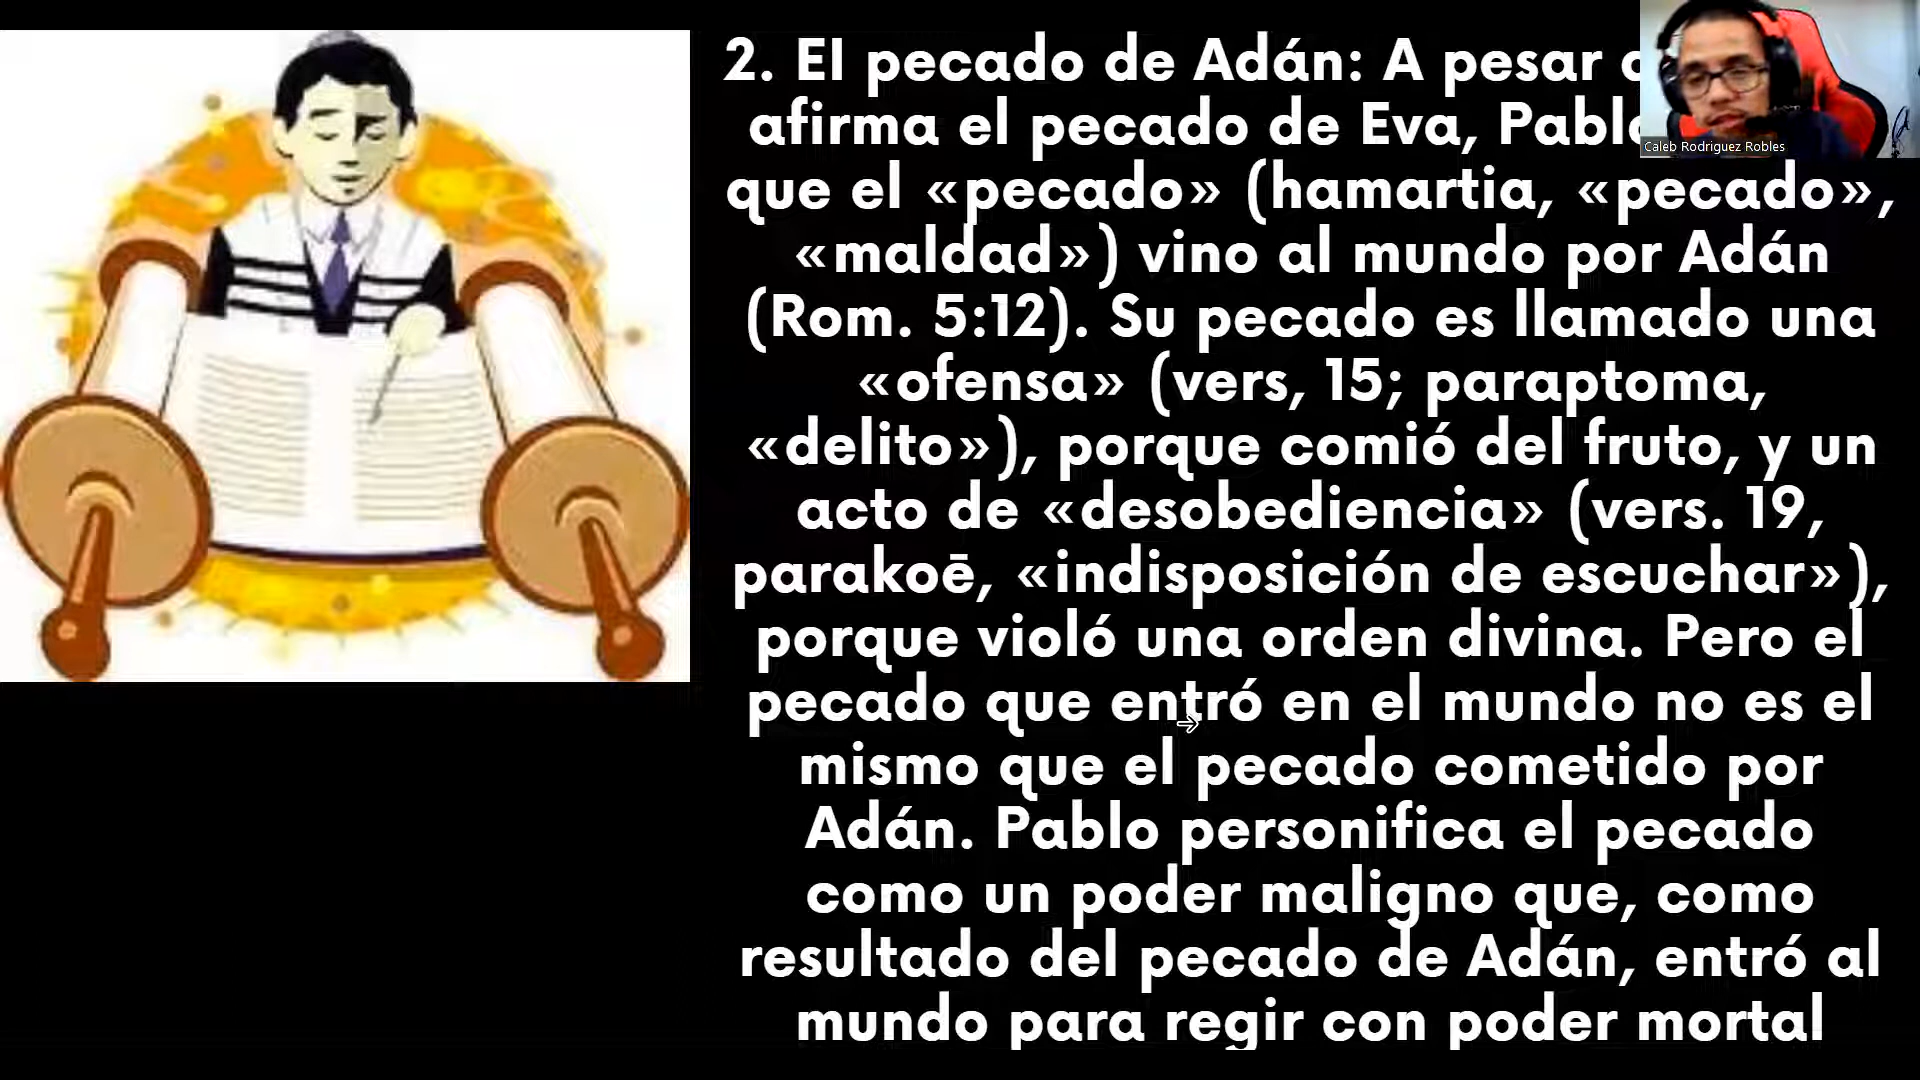 2. El pecado de Adán: A pesar
afirma el pecado de Eva,
que el «pecado» (hamartia, «pecado»,
«maldad») vino al mundo por Adán
(Rom. 5:12). Su pecado es llamado una
«ofensa» (vers, 15; paraptoma,
«delito»), porque comió del fruto, y un
acto de «desobediencia» (vers. 19,
parakoē, «indisposición de escuchar»),
porque violó una orden divina. Pero el
pecado que entró en el mundo no es el
mismo que el pecado cometido por
Adán. Pablo personifica el pecado
como un poder maligno que, como
resultado del pecado de Adán, entró al
mundo para regir con poder mortal
Caleb Rodriguez Robles